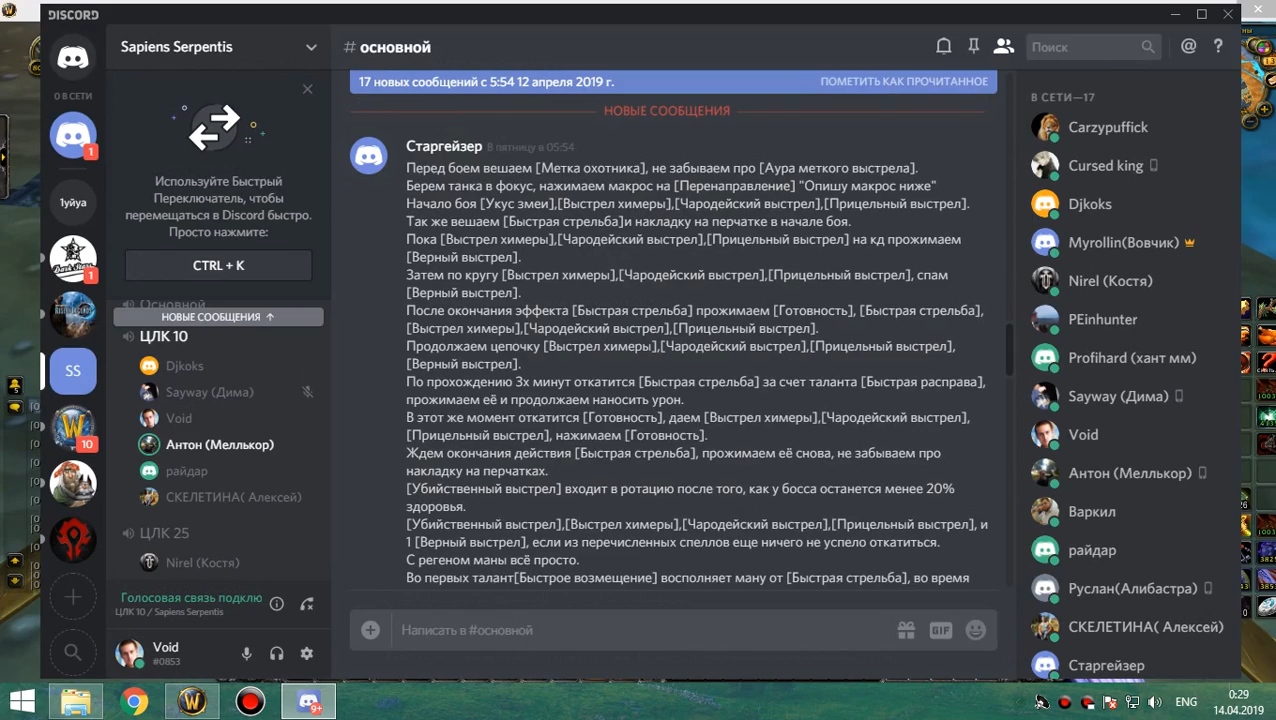 DISCORD
0 В СЕТИ
1
1уйуа
1
SS
10
Sapiens Serpentis
Используйте Быстрый
Переключатель, чтобы
перемещаться в Discord быстро.
Просто нажмите:
CTRL + K
Основной
НОВЫЕ СООБЩЕНИЯ ↑
ЦЛК 10
Djkoks
Sayway (Дима)
Void
Антон (Меллькор)
райдар
СКЕЛЕТИНА( Алексей)
ЦЛК 25
Nirel (Костя)
Голосовая связь подклю
ЦЛК 10 / Sapiens Serpentis
Void
#0853
# основной
Поиск
17 новых сообщений с 5:54 12 апреля 2019 г.
ПОМЕТИТЬ КАК ПРОЧИТАННОЕ
НОВЫЕ СООБЩЕНИЯ
Старгейзер В пятницу в 05:54
Перед боем вешаем [Метка охотника], не забываем про [Аура меткого выстрела].
Берем танка в фокус, нажимаем макрос на [Перенаправление] "Опишу макрос ниже"
Начало боя [Укус змеи],[Выстрел химеры],[Чародейский выстрел],[Прицельный выстрел].
Так же вешаем [Быстрая стрельба]и накладку на перчатке в начале боя.
Пока [Выстрел химеры],[Чародейский выстрел],[Прицельный выстрел] на кд прожимаем
[Верный выстрел].
Затем по кругу [Выстрел химеры],[Чародейский выстрел],[Прицельный выстрел], спам
[Верный выстрел].
После окончания эффекта [Быстрая стрельба] прожимаем [Готовность], [Быстрая стрельба],
[Выстрел химеры],[Чародейский выстрел],[Прицельный выстрел].
Продолжаем цепочку [Выстрел химеры],[Чародейский выстрел],[Прицельный выстрел],
[Верный выстрел].
По прохождению 3х минут откатится [Быстрая стрельба] за счет таланта [Быстрая расправа],
прожимаем её и продолжаем наносить урон.
В этот же момент откатится [Готовность], даем [Выстрел химеры],[Чародейский выстрел],
[Прицельный выстрел], нажимаем [Готовность].
Ждем окончания действия [Быстрая стрельба], прожимаем её снова, не забываем про
накладку на перчатках.
[Убийственный выстрел] входит в ротацию после того, как у босса останется менее 20%
здоровья.
[Убийственный выстрел],[Выстрел химеры],[Чародейский выстрел],[Прицельный выстрел], и
1 [Верный выстрел], если из перечисленных спеллов еще ничего не успело откатиться.
С регеном маны всё просто.
Во первых талант[Быстрое возмещение] восполняет ману от [Быстрая стрельба], во время
Написать в #основной
GIF
В СЕТИ—17
Carzypuffick
Cursed king
Djkoks
Myrollin(Вовчик)
Nirel (Костя)
PEinhunter
Profihard (хант мм)
Sayway (Дима)
Void
Антон (Меллькор)
Варкил
райдар
Руслан(Алибастра)
СКЕЛЕТИНА( Алексей)
Старгейзер
9+
ENG
0:29
14.04.2019